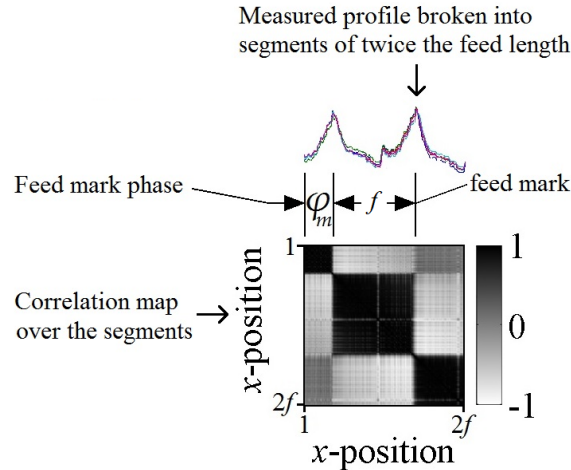 Measured profile broken into
segments of twice the feed length
Feed mark phase
φm
f
feed mark
Correlation map
over the segments
x-position
1
2f
1
2f
x-position
1
0
-1